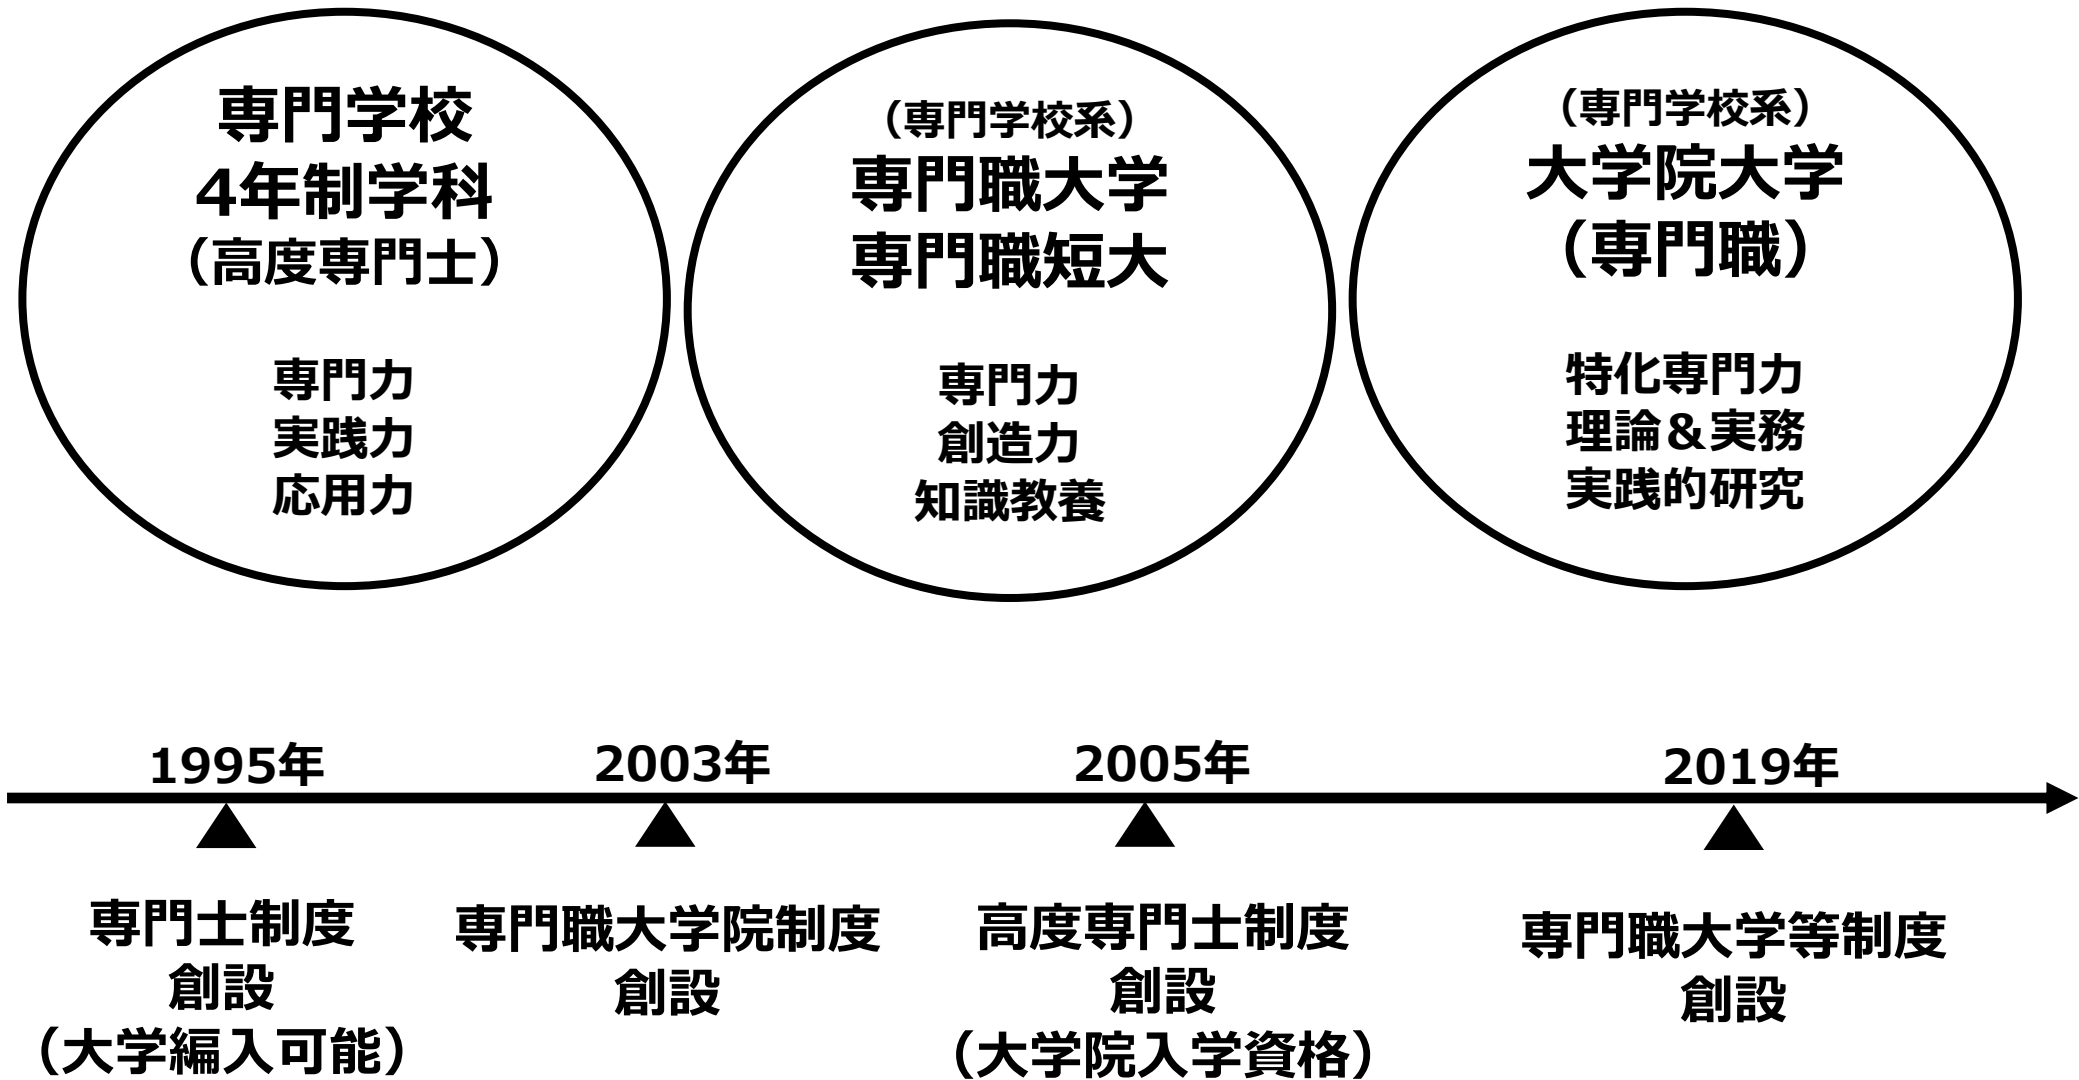 専門学校
4年制学科
（高度専門士）
専門力
実践力
応用力
（専門学校系）
専門職大学
専門職短大
専門力
創造力
知識教養
（専門学校系）
大学院大学
（専門職）
特化専門力
理論＆実務
実践的研究
1995年
2003年
2005年
2019年
専門士制度
創設
（大学編入可能）
専門職大学院制度
創設
高度専門士制度
創設
（大学院入学資格）
専門職大学等制度
創設